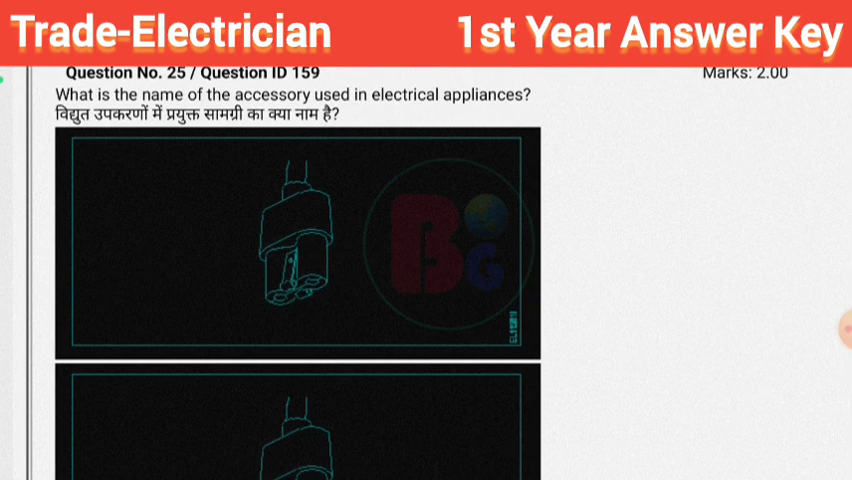 Trade-Electrician 1st Year Answer Key
Question No. 25 / Question ID 159 Marks: 2.00
What is the name of the accessory used in electrical appliances?
विद्युत उपकरणों में प्रयुक्त सामग्री का क्या नाम है?
B G